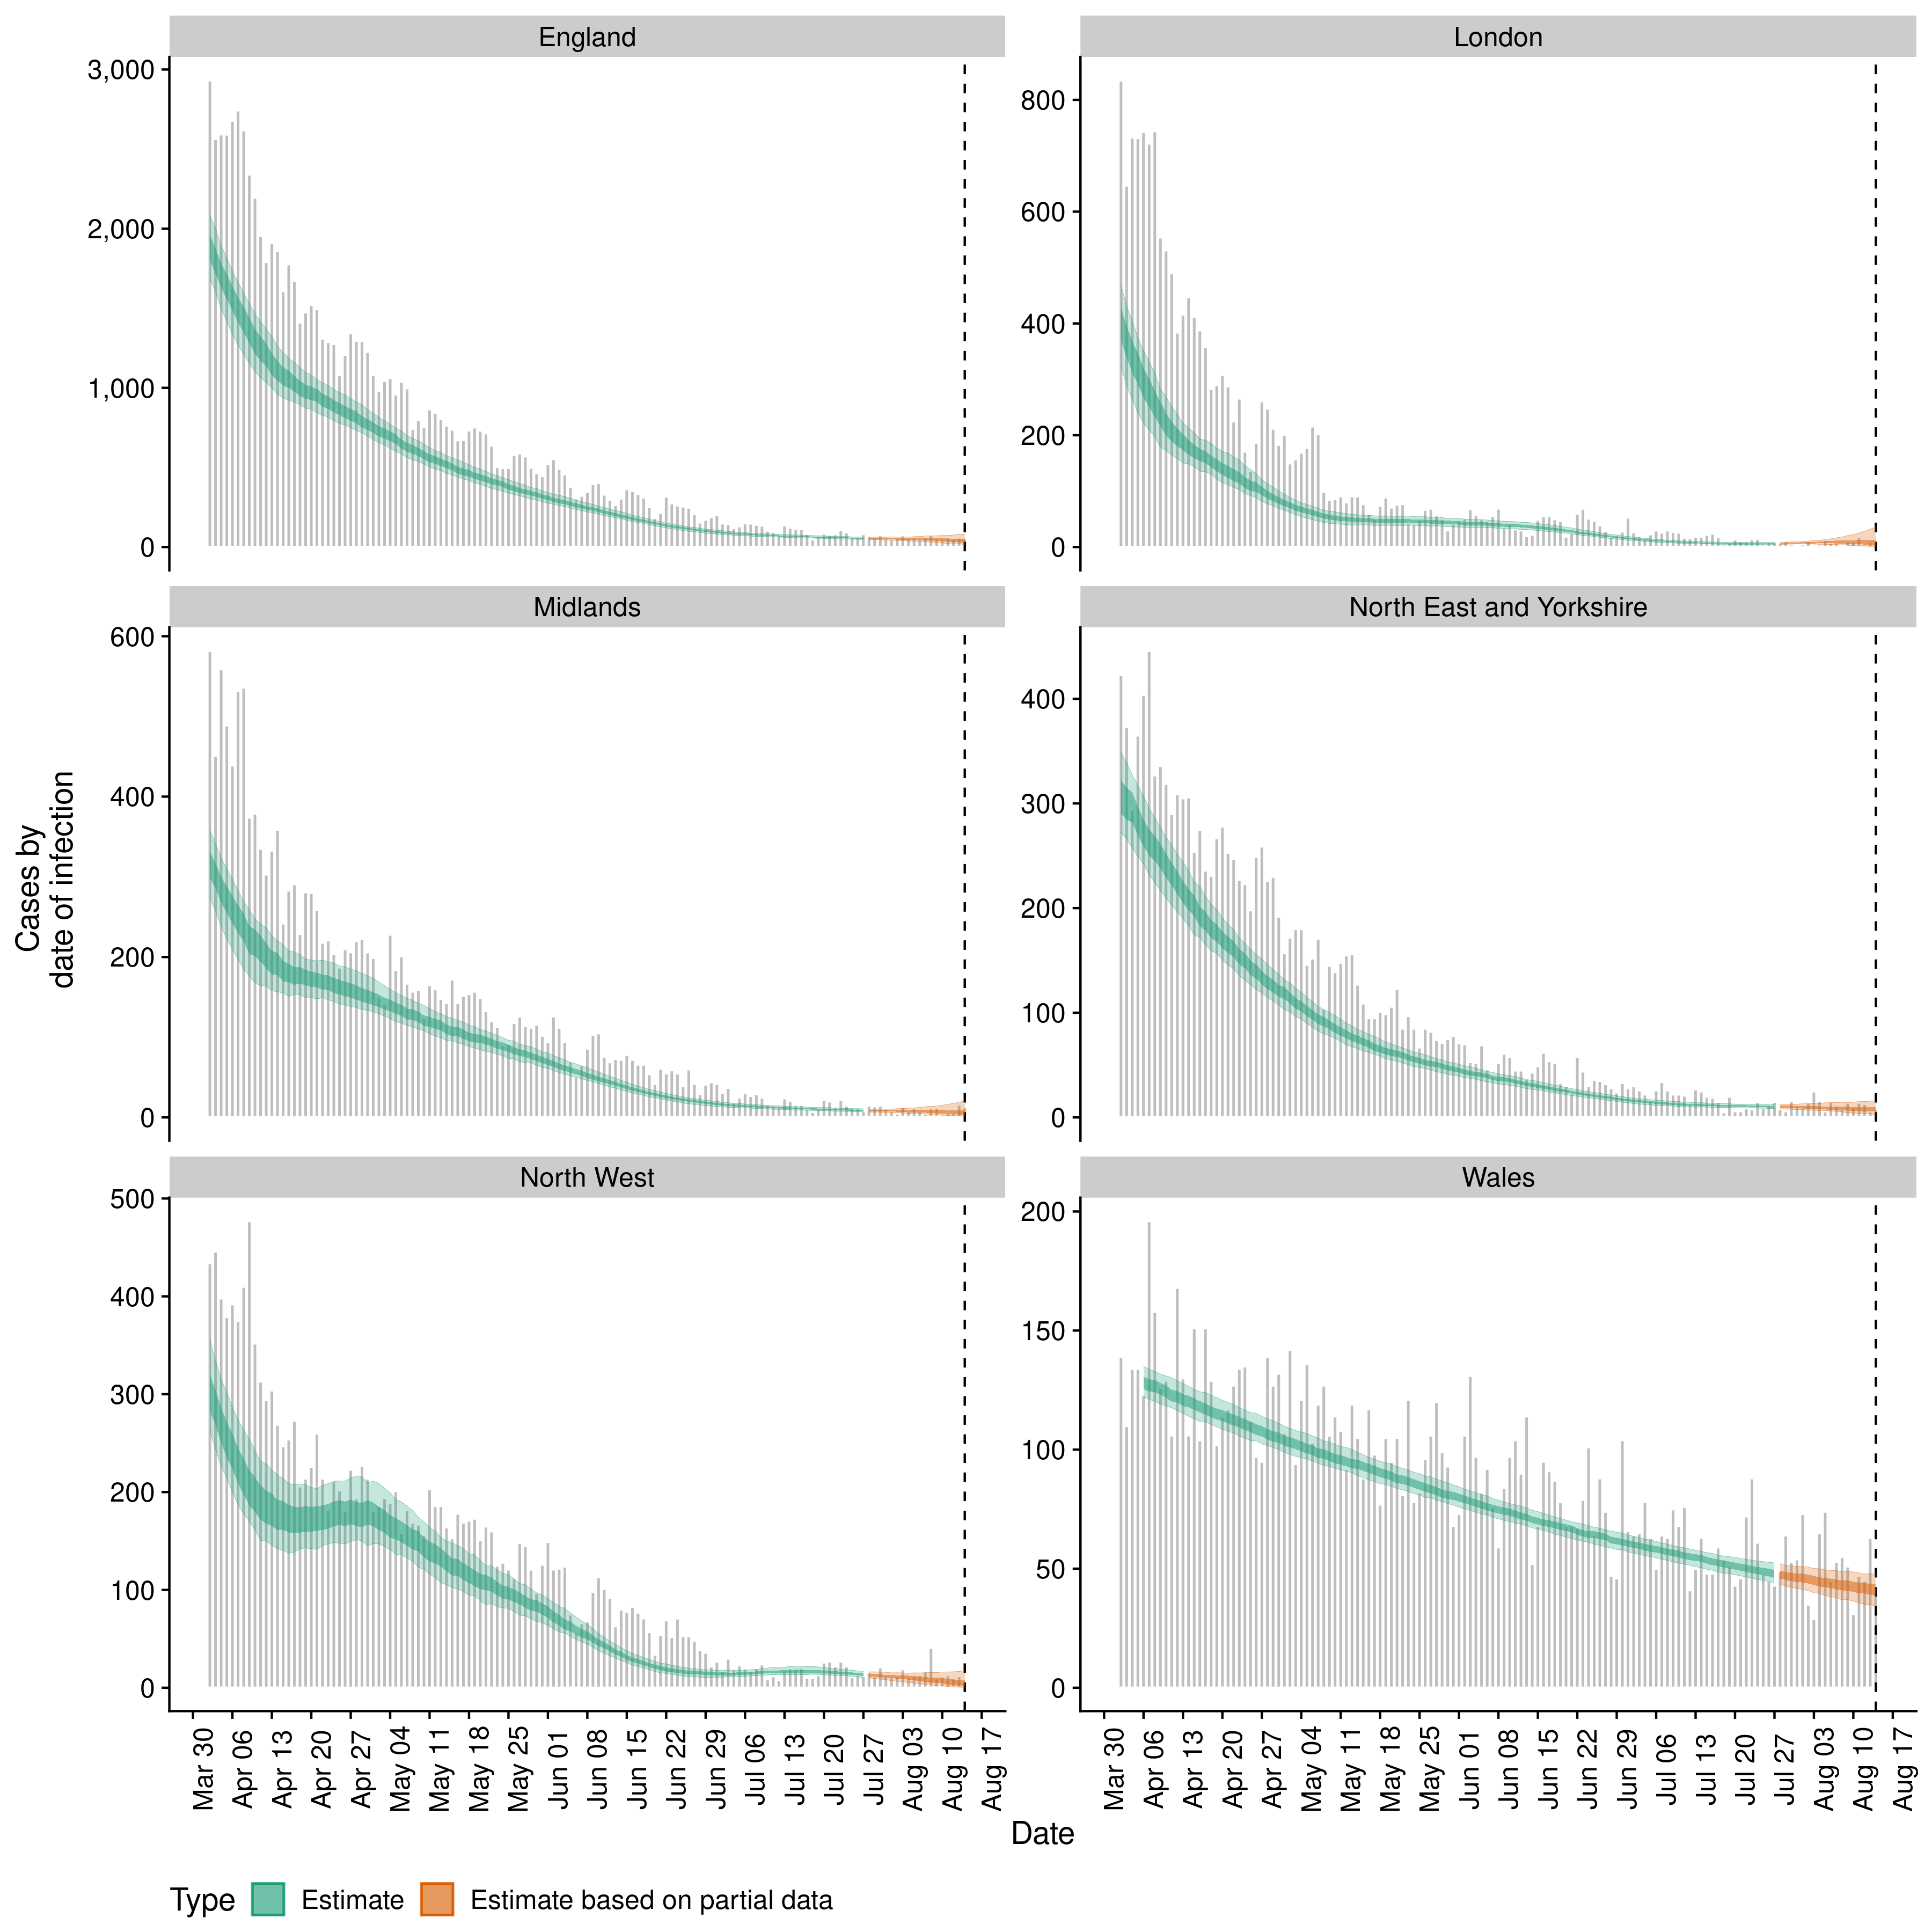 England
London
3,000
2,000
1,000
0
800
600
400
200
0
Midlands
North East and Yorkshire
600
400
200
0
400
300
200
100
0
North West
Wales
500
400
300
200
100
0
200
150
100
50
0
Cases by
date of infection
Mar 30
Apr 06
Apr 13
Apr 20
Apr 27
May 04
May 11
May 18
May 25
Jun 01
Jun 08
Jun 15
Jun 22
Jun 29
Jul 06
Jul 13
Jul 20
Jul 27
Aug 03
Aug 10
Aug 17
Mar 30
Apr 06
Apr 13
Apr 20
Apr 27
May 04
May 11
May 18
May 25
Jun 01
Jun 08
Jun 15
Jun 22
Jun 29
Jul 06
Jul 13
Jul 20
Jul 27
Aug 03
Aug 10
Aug 17
Date
Type Estimate Estimate based on partial data